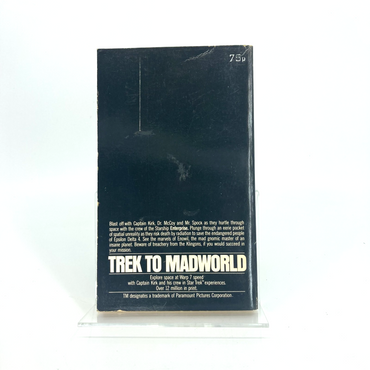 75p
Blast off with Captain Kirk, Dr. McCoy and Mr. Spock as they hurtle through
space with the crew of the Starship Enterprise. Plunge through an eerie pocket
of spatial unreality as they risk death by radiation to save the endangered people
of Epsilon Delta 4. See the marvels of Enowil, the mad gnomic master of an
insane planet. Beware of treachery from the Klingons, if you would succeed in
your mission.
TREK TO MADWORLD
Explore space at Warp 7 speed
with Captain Kirk and his crew in Star Trek™ experiences.
Over 12 million in print.
TM designates a trademark of Paramount Pictures Corporation.